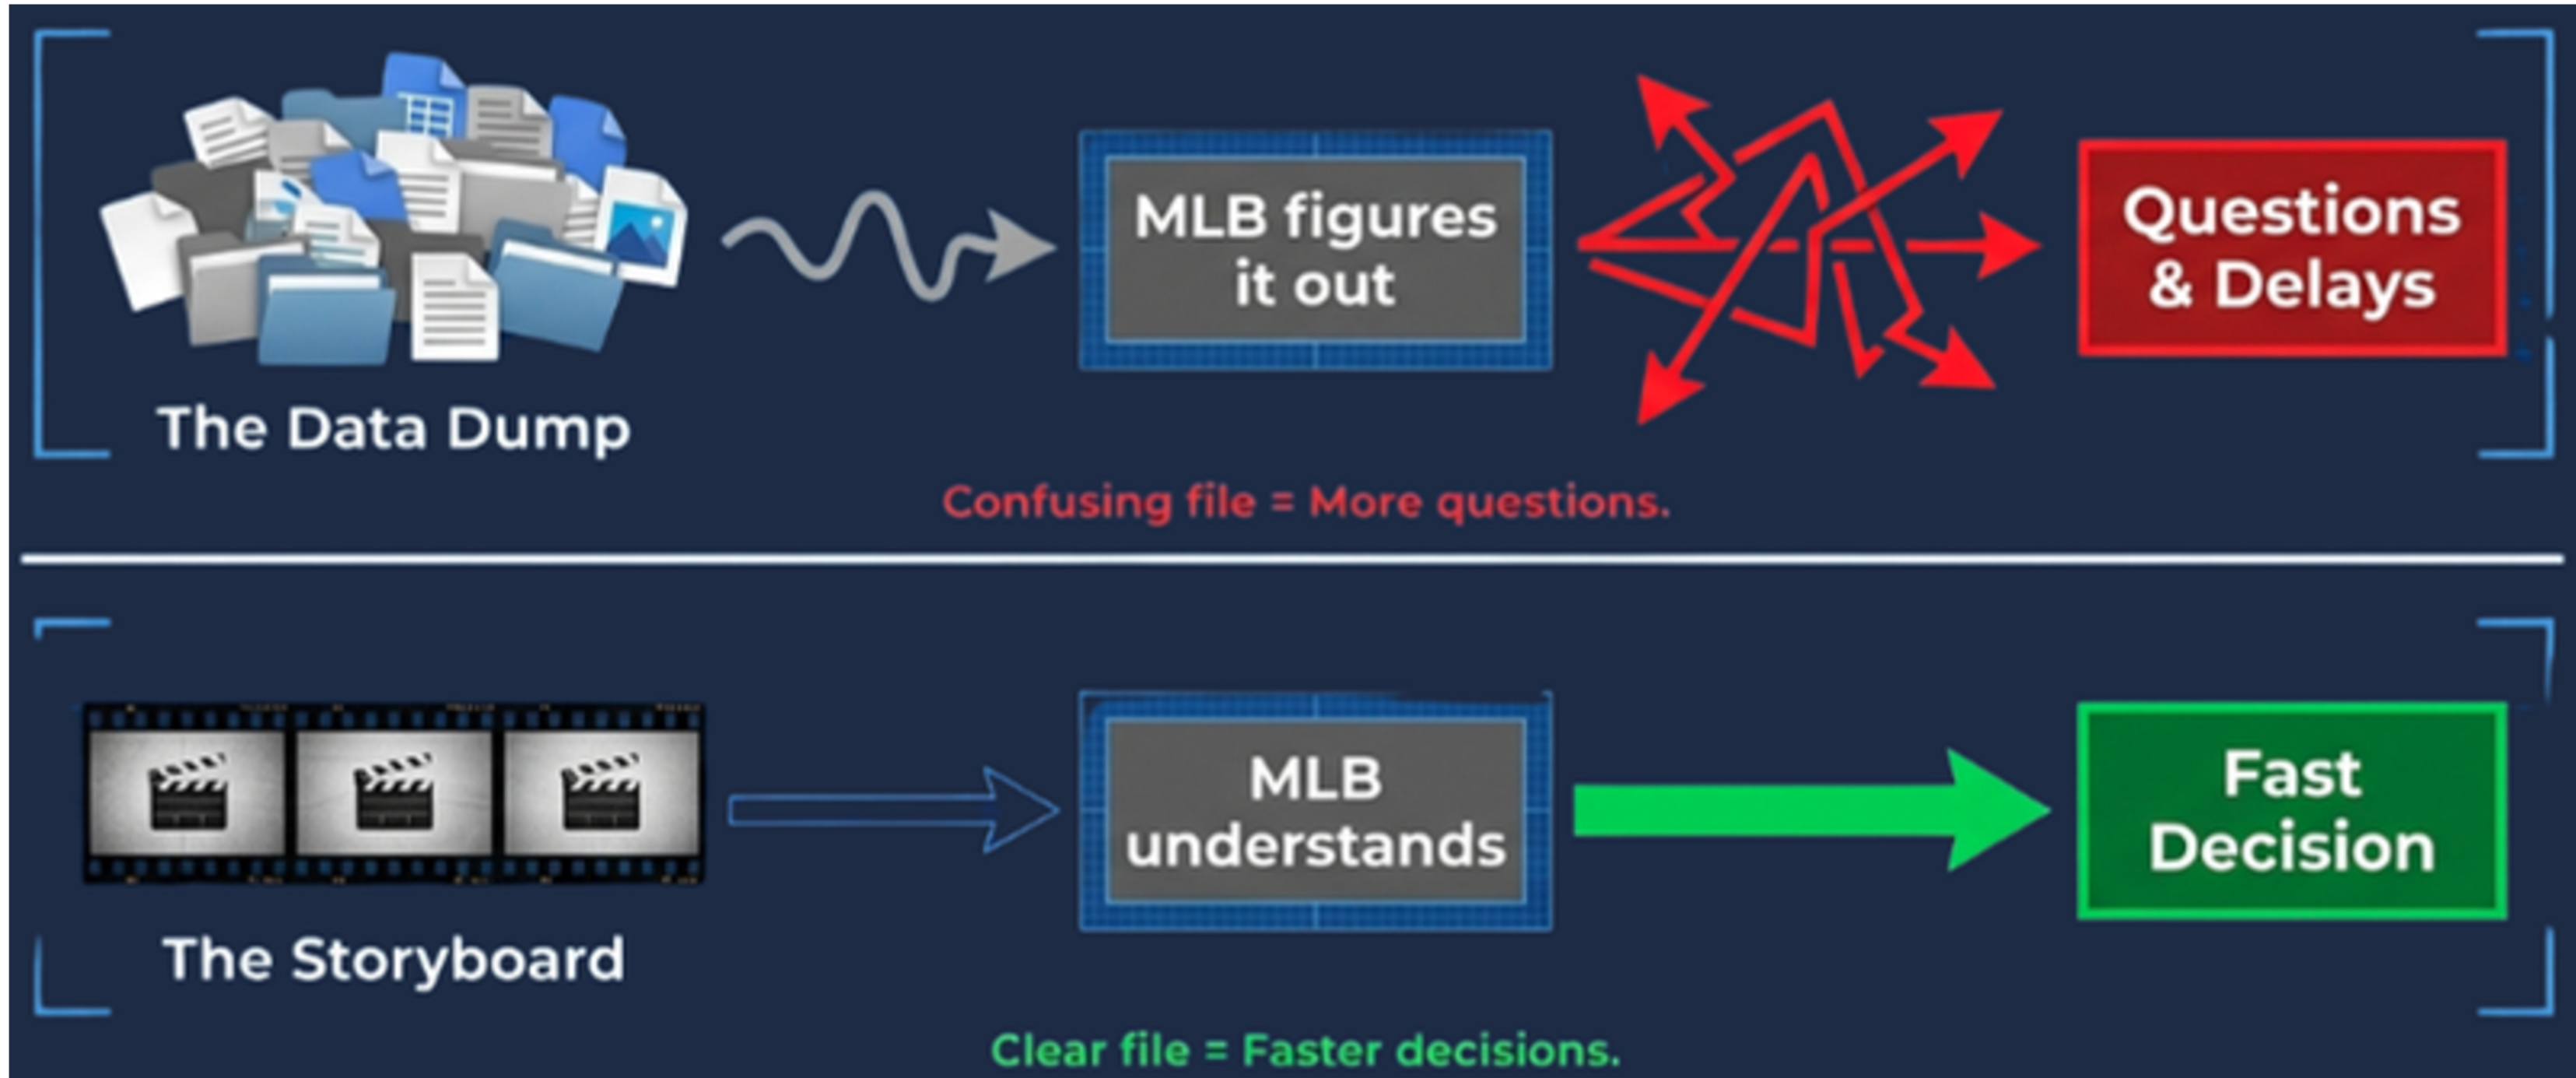 MLB figures
it out
Questions
& Delays
The Data Dump
Confusing file = More questions.
MLB
understands
Fast
Decision
The Storyboard
Clear file = Faster decisions.